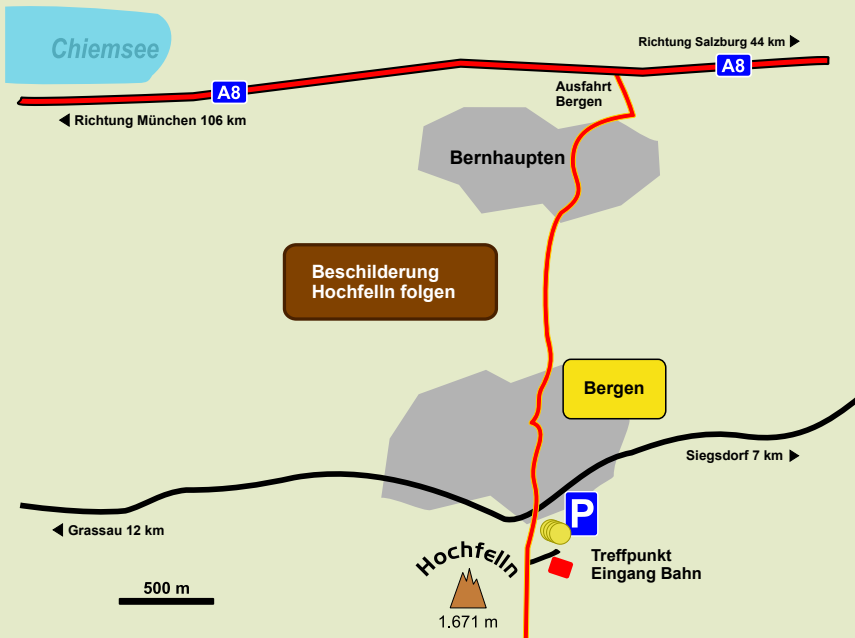 Chiemsee
Richtung Salzburg 44 km
A8
A8
Ausfahrt
Bergen
Richtung München 106 km
Bernhaupten
Beschilderung
Hochfelln folgen
Bergen
Siegsdorf 7 km
P
Grassau 12 km
Hochfelln
Treffpunkt
Eingang Bahn
500 m
1.671 m